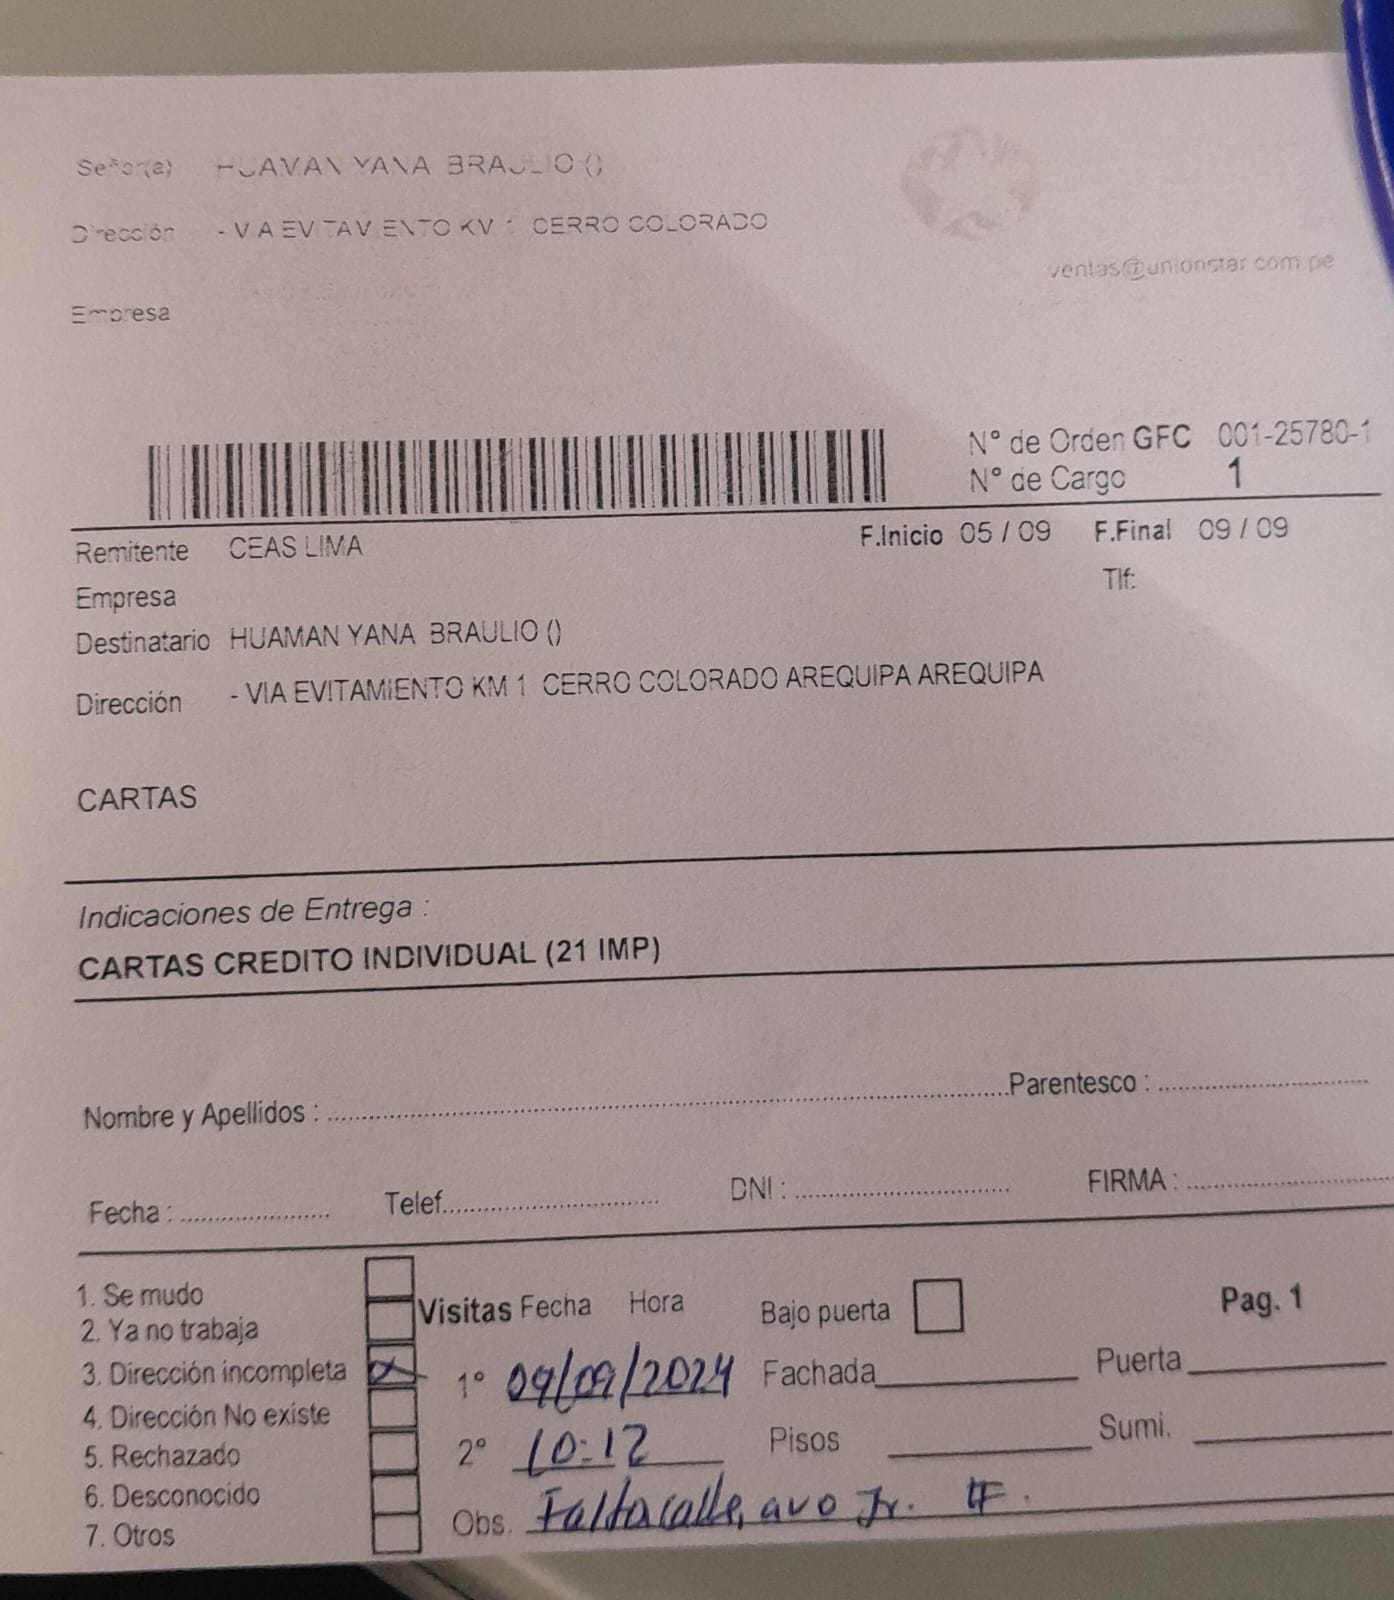 Señor(a) HUAMAN YANA BRAULIO ()
Dirección - VIA EVITAMIENTO KM 1 CERRO COLORADO
ventas@unionstar.com.pe
Empresa
N° de Orden GFC 001-25780-1
N° de Cargo 1
Remitente CEAS LIMA F.Inicio 05 / 09 F.Final 09 / 09
Empresa Tlf:
Destinatario HUAMAN YANA BRAULIO ()
Dirección - VIA EVITAMIENTO KM 1 CERRO COLORADO AREQUIPA AREQUIPA
CARTAS
Indicaciones de Entrega :
CARTAS CREDITO INDIVIDUAL (21 IMP)
Nombre y Apellidos : Parentesco :
Fecha : Telef. DNI : FIRMA :
1. Se mudo
2. Ya no trabaja
3. Dirección incompleta
4. Dirección No existe
5. Rechazado
6. Desconocido
7. Otros
Visitas Fecha Hora Bajo puerta Pag. 1
1° 09/09/2024 Fachada Puerta
2° 10:12 Pisos Sumi.
Obs. Falta calle, avo Jr.